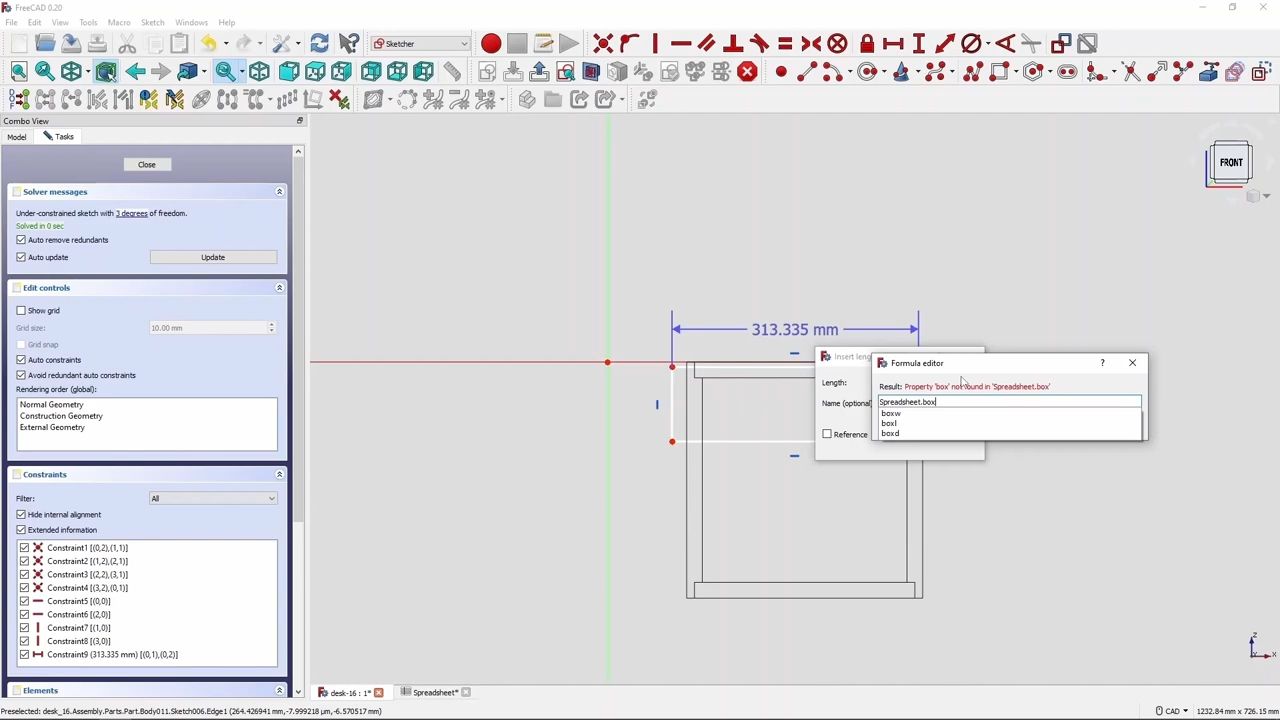 FreeCAD 0.20
File Edit View Tools Macro Sketch Windows Help
Sketcher
Combo View
Model Tasks
Close
Solver messages
Under-constrained sketch with 3 degrees of freedom.
Solved in 0 sec
Auto remove redundants
Auto update Update
Edit controls
Show grid
Grid size: 10.00 mm
Grid snap
Auto constraints
Avoid redundant auto constraints
Rendering order (global):
Normal Geometry
Construction Geometry
External Geometry
Constraints
Filter: All
Hide internal alignment
Extended information
Constraint1 [(0,2),(1,1)]
Constraint2 [(1,2),(2,1)]
Constraint3 [(2,2),(3,1)]
Constraint4 [(3,2),(0,1)]
Constraint5 [(0,0)]
Constraint6 [(2,0)]
Constraint7 [(1,0)]
Constraint8 [(3,0)]
Constraint9 (313.335 mm) [(0,1),(0,2)]
Elements
FRONT
313.335 mm
Insert leng
Length:
Name (optional)
Reference
Formula editor
?
Result: Property 'box' not found in 'Spreadsheet.box'
Spreadsheet.box
boxw
boxl
boxd
Z
X
desk-16 : 1*
Spreadsheet*
Preselected: desk_16.Assembly.Parts.Part.Body011.Sketch006.Edge1 (264.426941 mm,-7.999218 µm,-6.570517 mm)
CAD
1232.84 mm x 726.15 mm